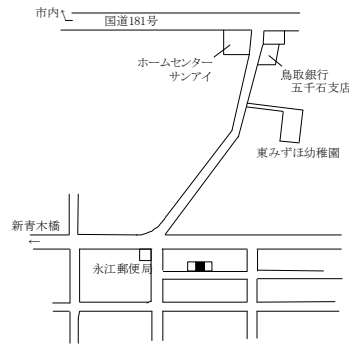 市内
国道181号
ホームセンター
サンアイ
鳥取銀行
五千石支店
東みずほ幼稚園
新青木橋
←
永江郵便局